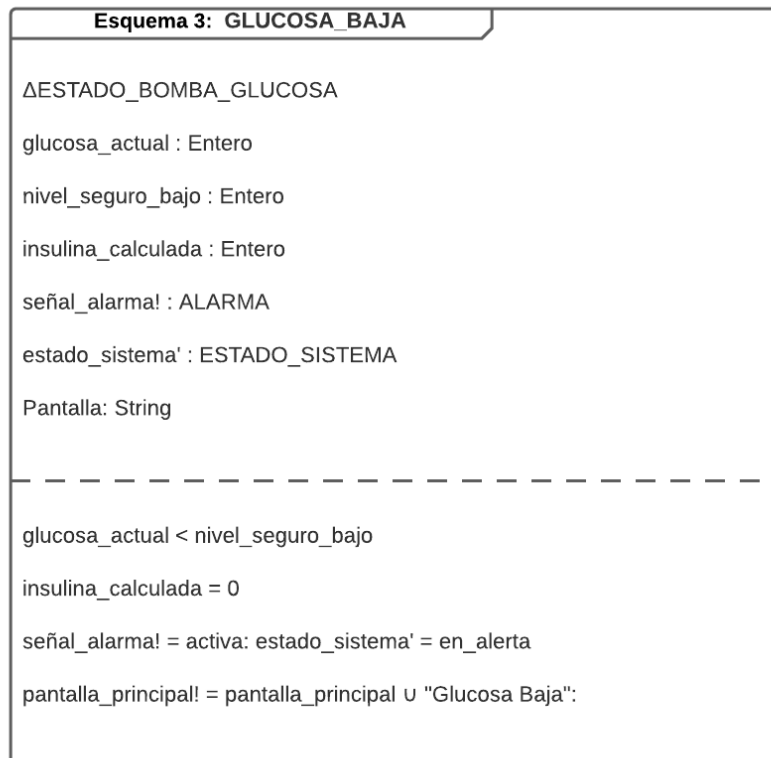 Esquema 3: GLUCOSA_BAJA
ΔESTADO_BOMBA_GLUCOSA
glucosa_actual : Entero
nivel_seguro_bajo : Entero
insulina_calculada : Entero
señal_alarma! : ALARMA
estado_sistema' : ESTADO_SISTEMA
Pantalla: String
glucosa_actual < nivel_seguro_bajo
insulina_calculada = 0
señal_alarma! = activa: estado_sistema' = en_alerta
pantalla_principal! = pantalla_principal ∪ "Glucosa Baja":